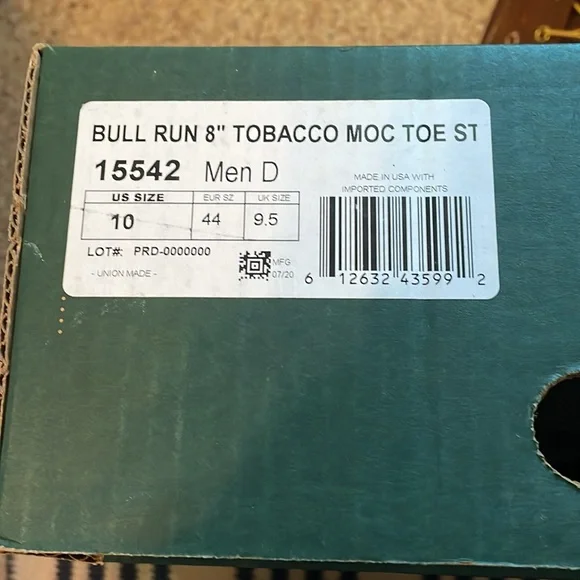 BULL RUN 8" TOBACCO MOC TOE ST
15542 Men D
MADE IN USA WITH
IMPORTED COMPONENTS
US SIZE EUR SZ UK SIZE
10 44 9.5
LOT#: PRD-0000000
- UNION MADE -
MFG
07/20
6 12632 43599 2